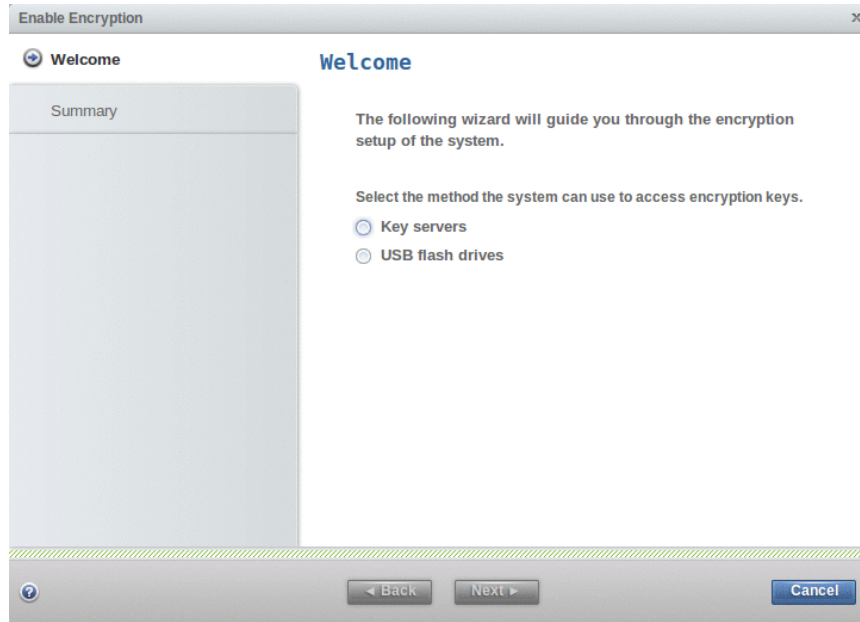 Enable Encryption
Welcome
Summary
Welcome
The following wizard will guide you through the encryption
setup of the system.
Select the method the system can use to access encryption keys.
Key servers
USB flash drives
Back
Next
Cancel